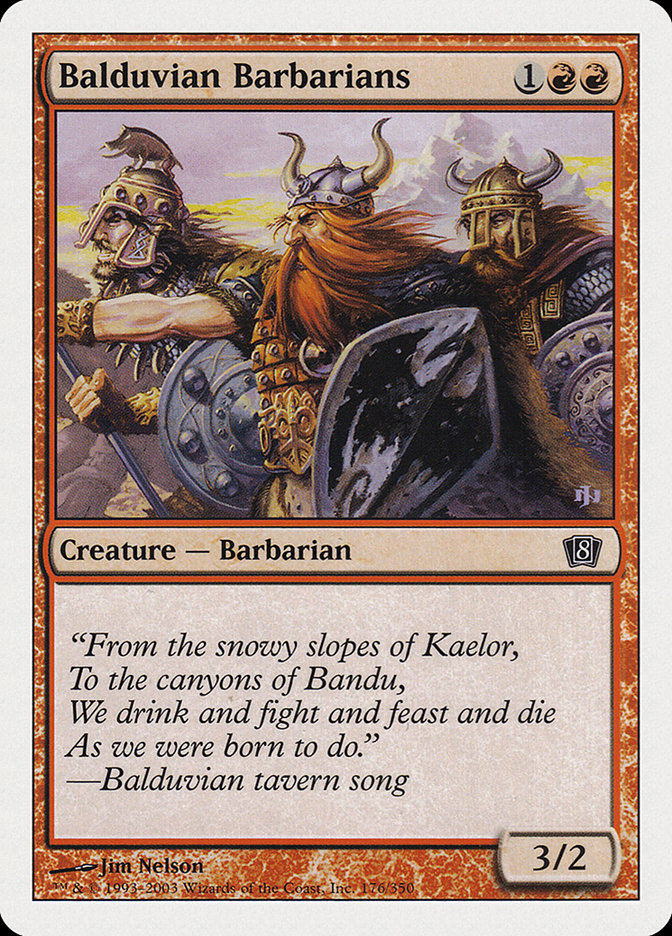 Balduvian Barbarians 1
Creature — Barbarian 8
“From the snowy slopes of Kaelor,
To the canyons of Bandu,
We drink and fight and feast and die
As we were born to do.”
—Balduvian tavern song
3/2
Jim Nelson
™ & © 1993–2003 Wizards of the Coast, Inc. 176/350